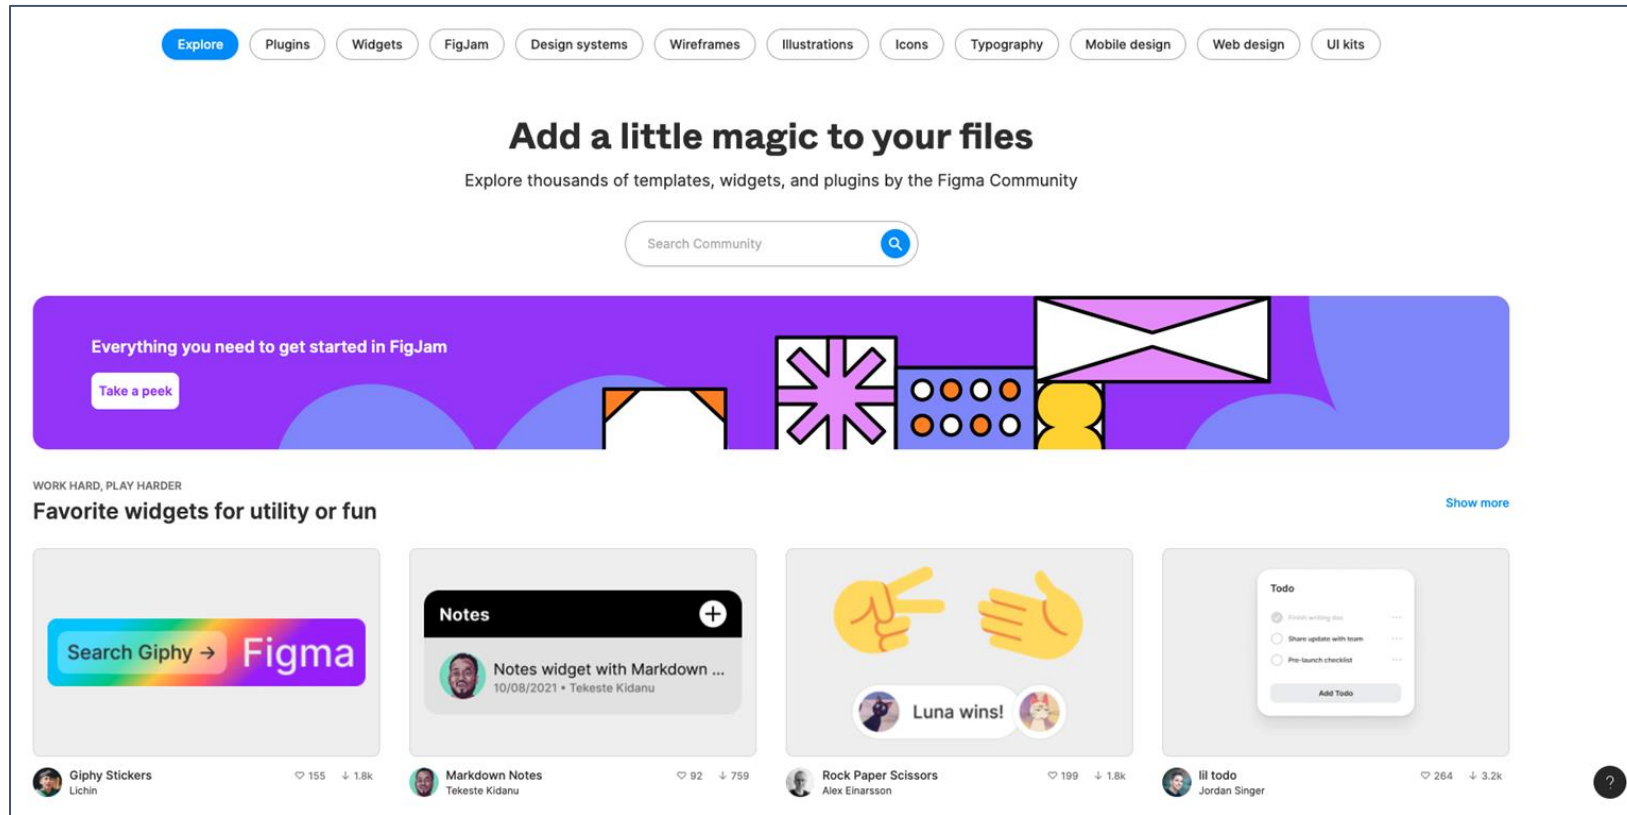 Explore Plugins Widgets FigJam Design systems Wireframes Illustrations Icons Typography Mobile design Web design UI kits
Add a little magic to your files
Explore thousands of templates, widgets, and plugins by the Figma Community
Search Community
Everything you need to get started in FigJam
Take a peek
WORK HARD, PLAY HARDER
Favorite widgets for utility or fun
Show more
Search Giphy → Figma
Notes
Notes widget with Markdown ...
10/08/2021 • Tekeste Kidanu
Luna wins!
Todo
Finish writing doc
Share update with team
Pre-launch checklist
Add Todo
Giphy Stickers
Lichin
♡ 155 ↓ 1.8k
Markdown Notes
Tekeste Kidanu
♡ 92 ↓ 759
Rock Paper Scissors
Alex Einarsson
♡ 199 ↓ 1.8k
lil todo
Jordan Singer
♡ 264 ↓ 3.2k
?